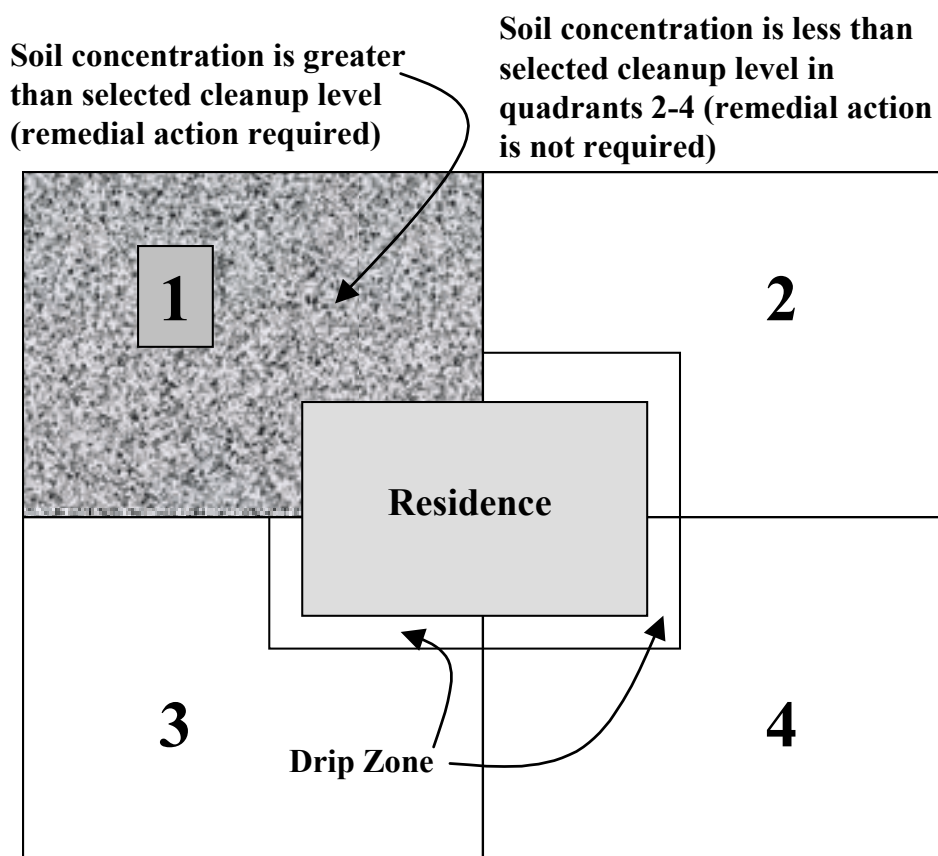 Soil concentration is greater
than selected cleanup level
(remedial action required)
Soil concentration is less than
selected cleanup level in
quadrants 2-4 (remedial action
is not required)
1
2
Residence
3
4
Drip Zone